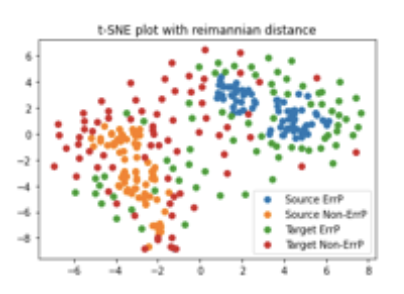 t-SNE plot with reimannian distance
6
4
2
0
−2
−4
−6
−8
−6 −4 −2 0 2 4 6 8
Source ErrP
Source Non-ErrP
Target ErrP
Target Non-ErrP